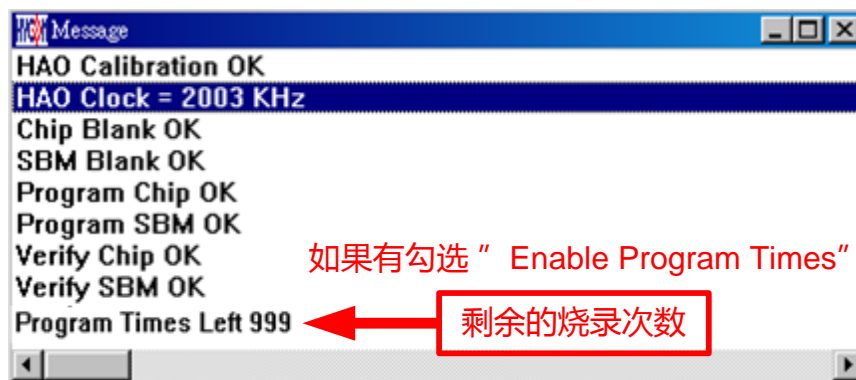 Message
HAO Calibration OK
HAO Clock = 2003 KHz
Chip Blank OK
SBM Blank OK
Program Chip OK
Program SBM OK
Verify Chip OK
如果有勾选 ”Enable Program Times”
Verify SBM OK
Program Times Left 999
剩余的烧录次数